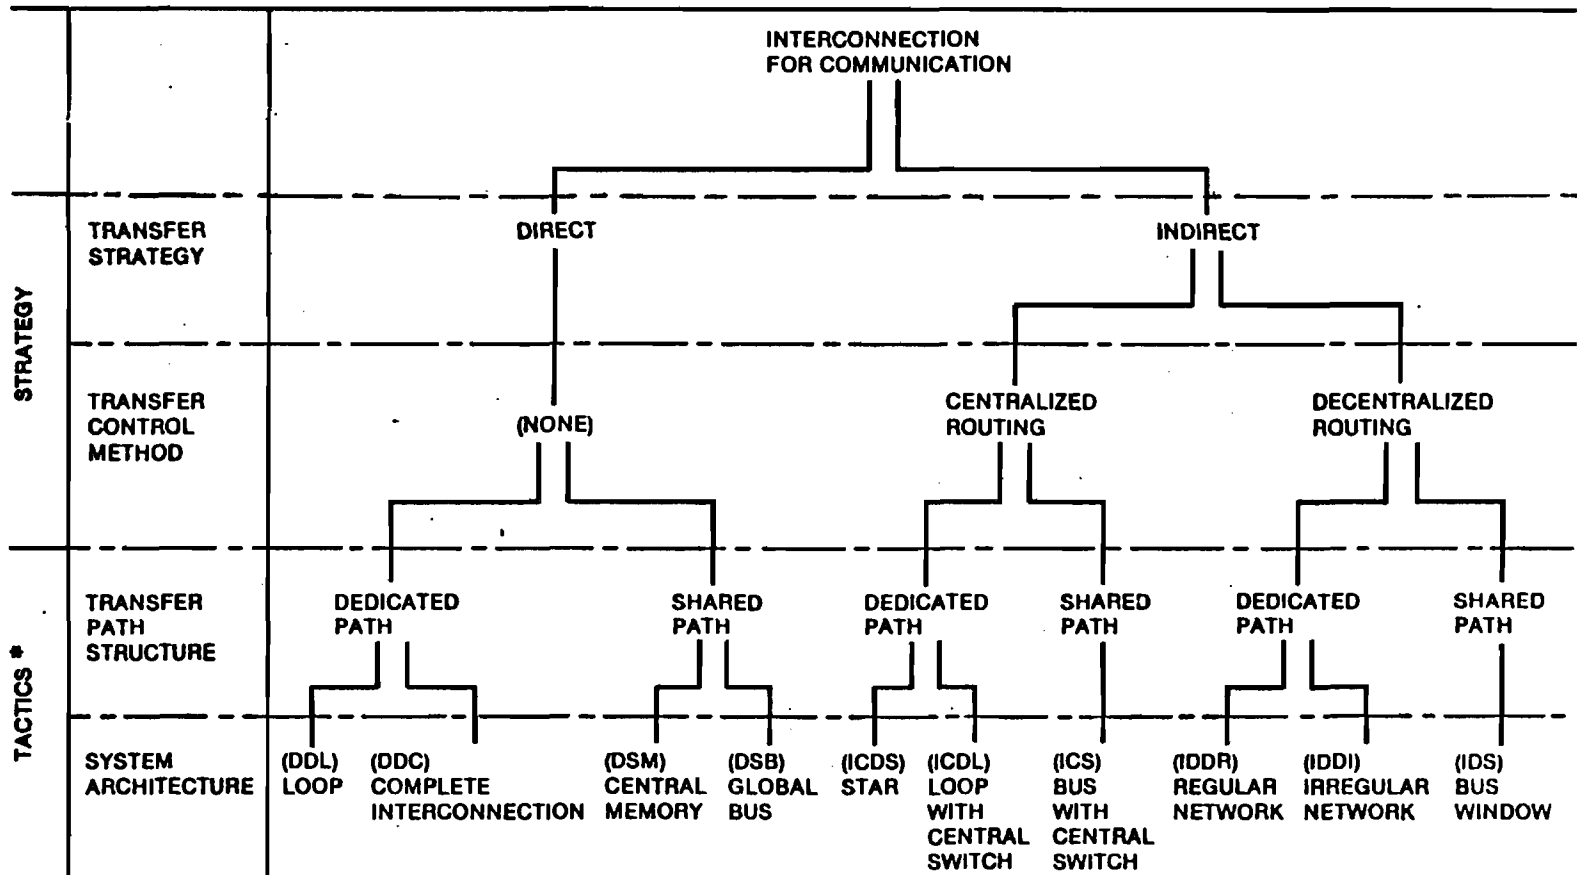 INTERCONNECTION
FOR COMMUNICATION
STRATEGY
TRANSFER
STRATEGY
DIRECT
INDIRECT
TRANSFER
CONTROL
METHOD
(NONE)
CENTRALIZED
ROUTING
DECENTRALIZED
ROUTING
TACTICS *
TRANSFER
PATH
STRUCTURE
DEDICATED
PATH
SHARED
PATH
DEDICATED
PATH
SHARED
PATH
DEDICATED
PATH
SHARED
PATH
SYSTEM
ARCHITECTURE
(DDL)
LOOP
(DDC)
COMPLETE
INTERCONNECTION
(DSM)
CENTRAL
MEMORY
(DSB)
GLOBAL
BUS
(ICDS)
STAR
(ICDL)
LOOP
WITH
CENTRAL
SWITCH
(ICS)
BUS
WITH
CENTRAL
SWITCH
(IDDR)
REGULAR
NETWORK
(IDDI)
IRREGULAR
NETWORK
(IDS)
BUS
WINDOW